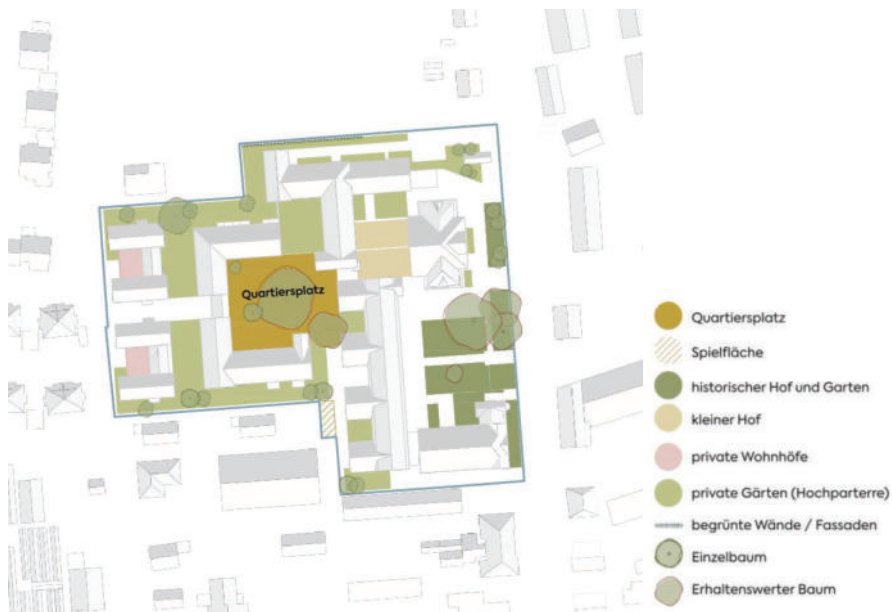 Quartiersplatz
Quartiersplatz
Spielfläche
historischer Hof und Garten
kleiner Hof
private Wohnhöfe
private Gärten (Hochparterre)
begrünte Wände / Fassaden
Einzelbaum
Erhaltenswerter Baum